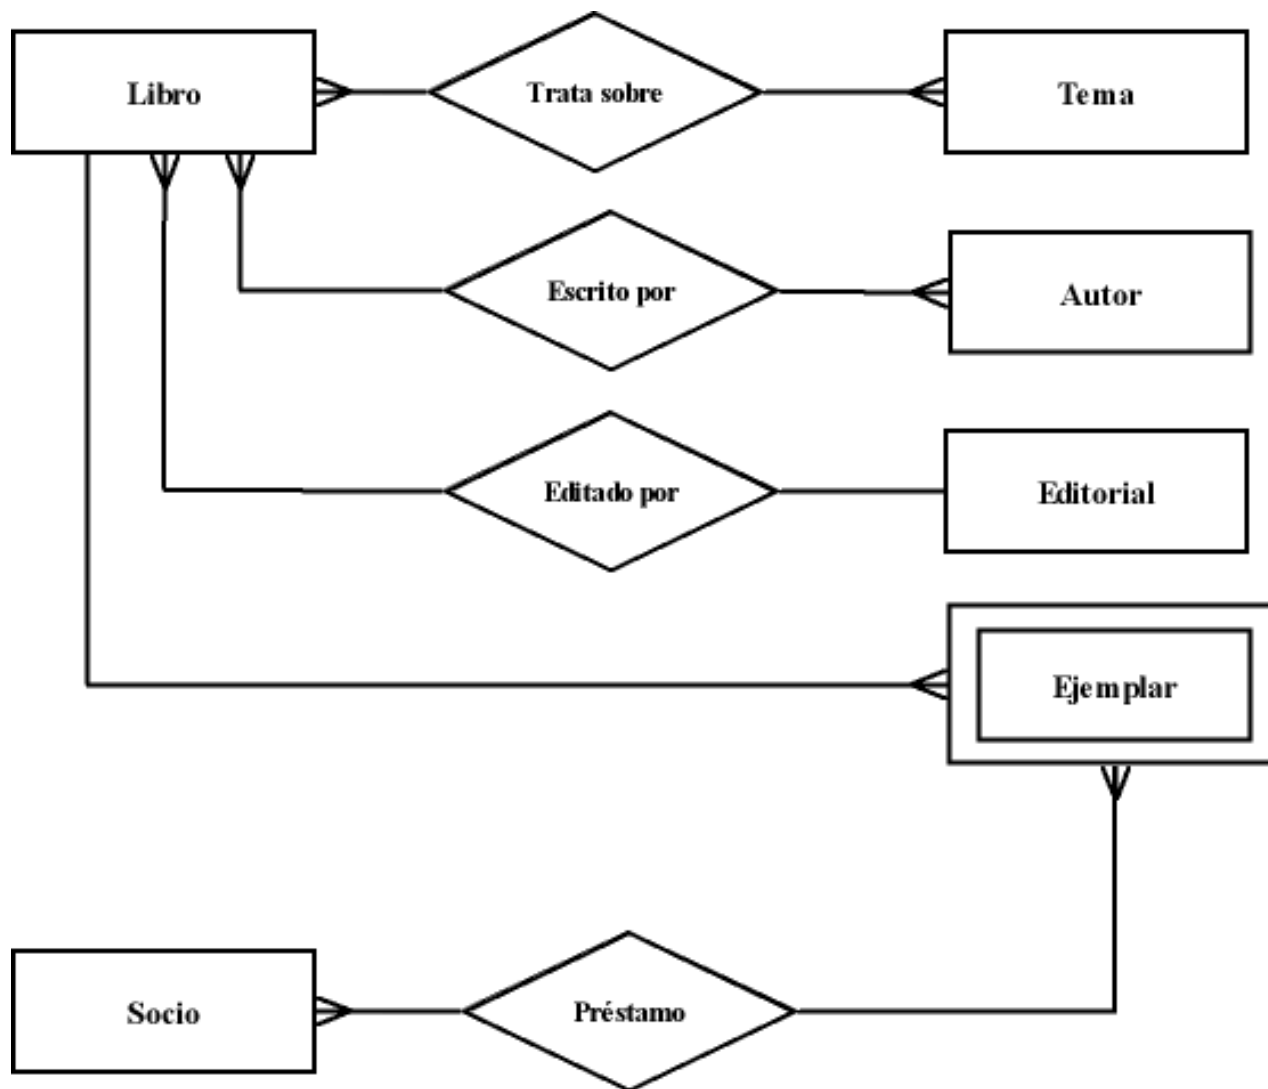 Libro
Trata sobre
Tema
Escrito por
Autor
Editado por
Editorial
Ejemplar
Socio
Préstamo